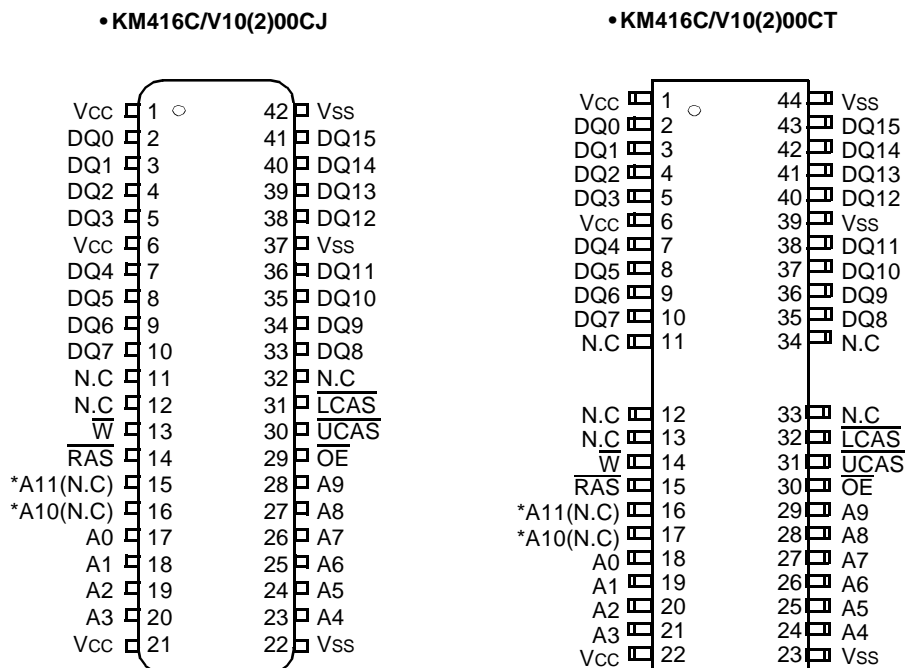 • KM416C/V10(2)00CJ
VCC 1 42 VSS
DQ0 2 41 DQ15
DQ1 3 40 DQ14
DQ2 4 39 DQ13
DQ3 5 38 DQ12
VCC 6 37 VSS
DQ4 7 36 DQ11
DQ5 8 35 DQ10
DQ6 9 34 DQ9
DQ7 10 33 DQ8
N.C 11 32 N.C
N.C 12 31 LCAS
W 13 30 UCAS
RAS 14 29 OE
*A11(N.C) 15 28 A9
*A10(N.C) 16 27 A8
A0 17 26 A7
A1 18 25 A6
A2 19 24 A5
A3 20 23 A4
VCC 21 22 VSS
• KM416C/V10(2)00CT
VCC 1 44 VSS
DQ0 2 43 DQ15
DQ1 3 42 DQ14
DQ2 4 41 DQ13
DQ3 5 40 DQ12
VCC 6 39 VSS
DQ4 7 38 DQ11
DQ5 8 37 DQ10
DQ6 9 36 DQ9
DQ7 10 35 DQ8
N.C 11 34 N.C
N.C 12 33 N.C
N.C 13 32 LCAS
W 14 31 UCAS
RAS 15 30 OE
*A11(N.C) 16 29 A9
*A10(N.C) 17 28 A8
A0 18 27 A7
A1 19 26 A6
A2 20 25 A5
A3 21 24 A4
VCC 22 23 VSS